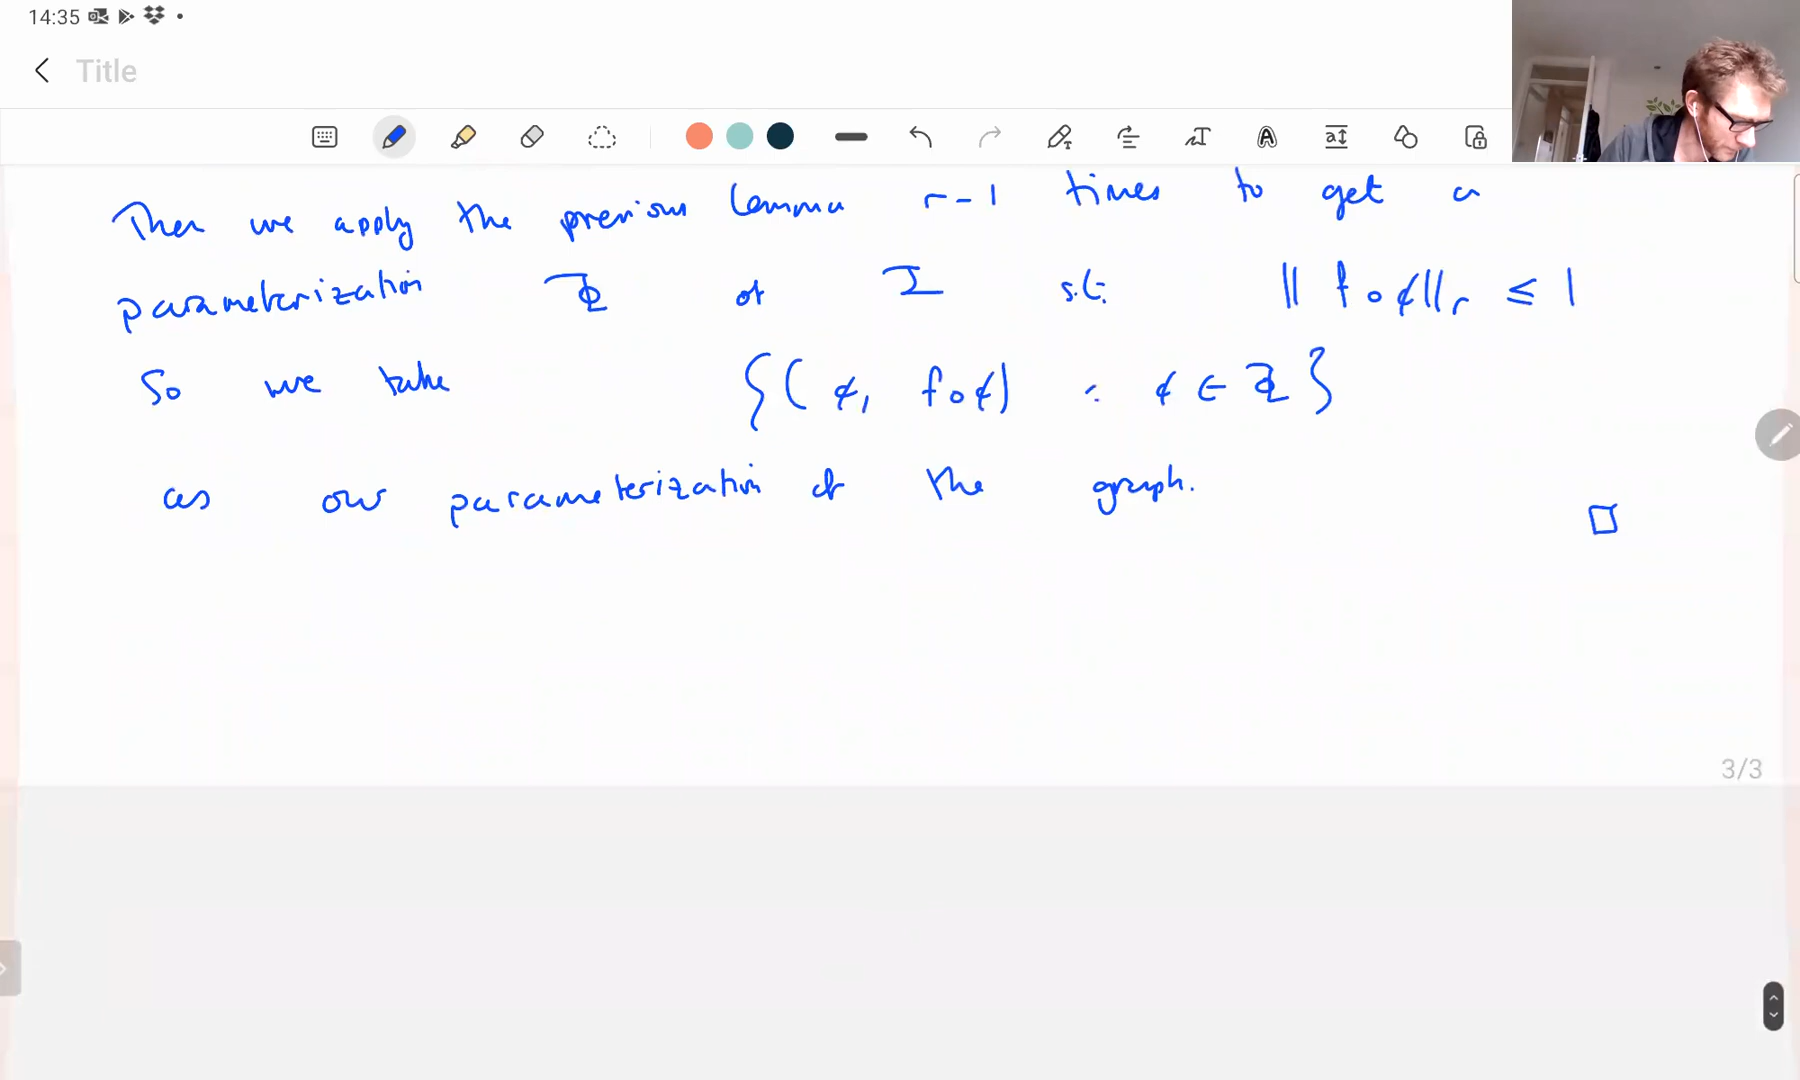 14:35
Title
Then we apply the previous lemma r-1 times to get a
parameterization Φ of I s.t. || f∘ϕ||ᵣ ≤ 1
So we take {(ϕ, f∘ϕ) : ϕ ∈ Φ}
as our parameterization of the graph.
□
3/3